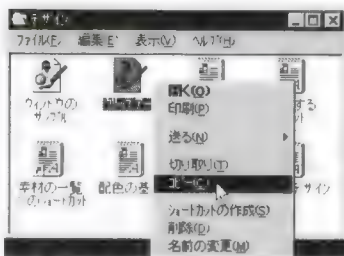 デザイン
ファイル(F) 編集(E) 表示(V) ヘルプ(H)
開く(O)
印刷(P)
送る(N)
切り取り(T)
コピー(C)
ショートカットの作成(S)
削除(D)
名前の変更(M)
ウィンドウの
サンプル
する
素材の一覧
のショートカット
配色の基
デザイン